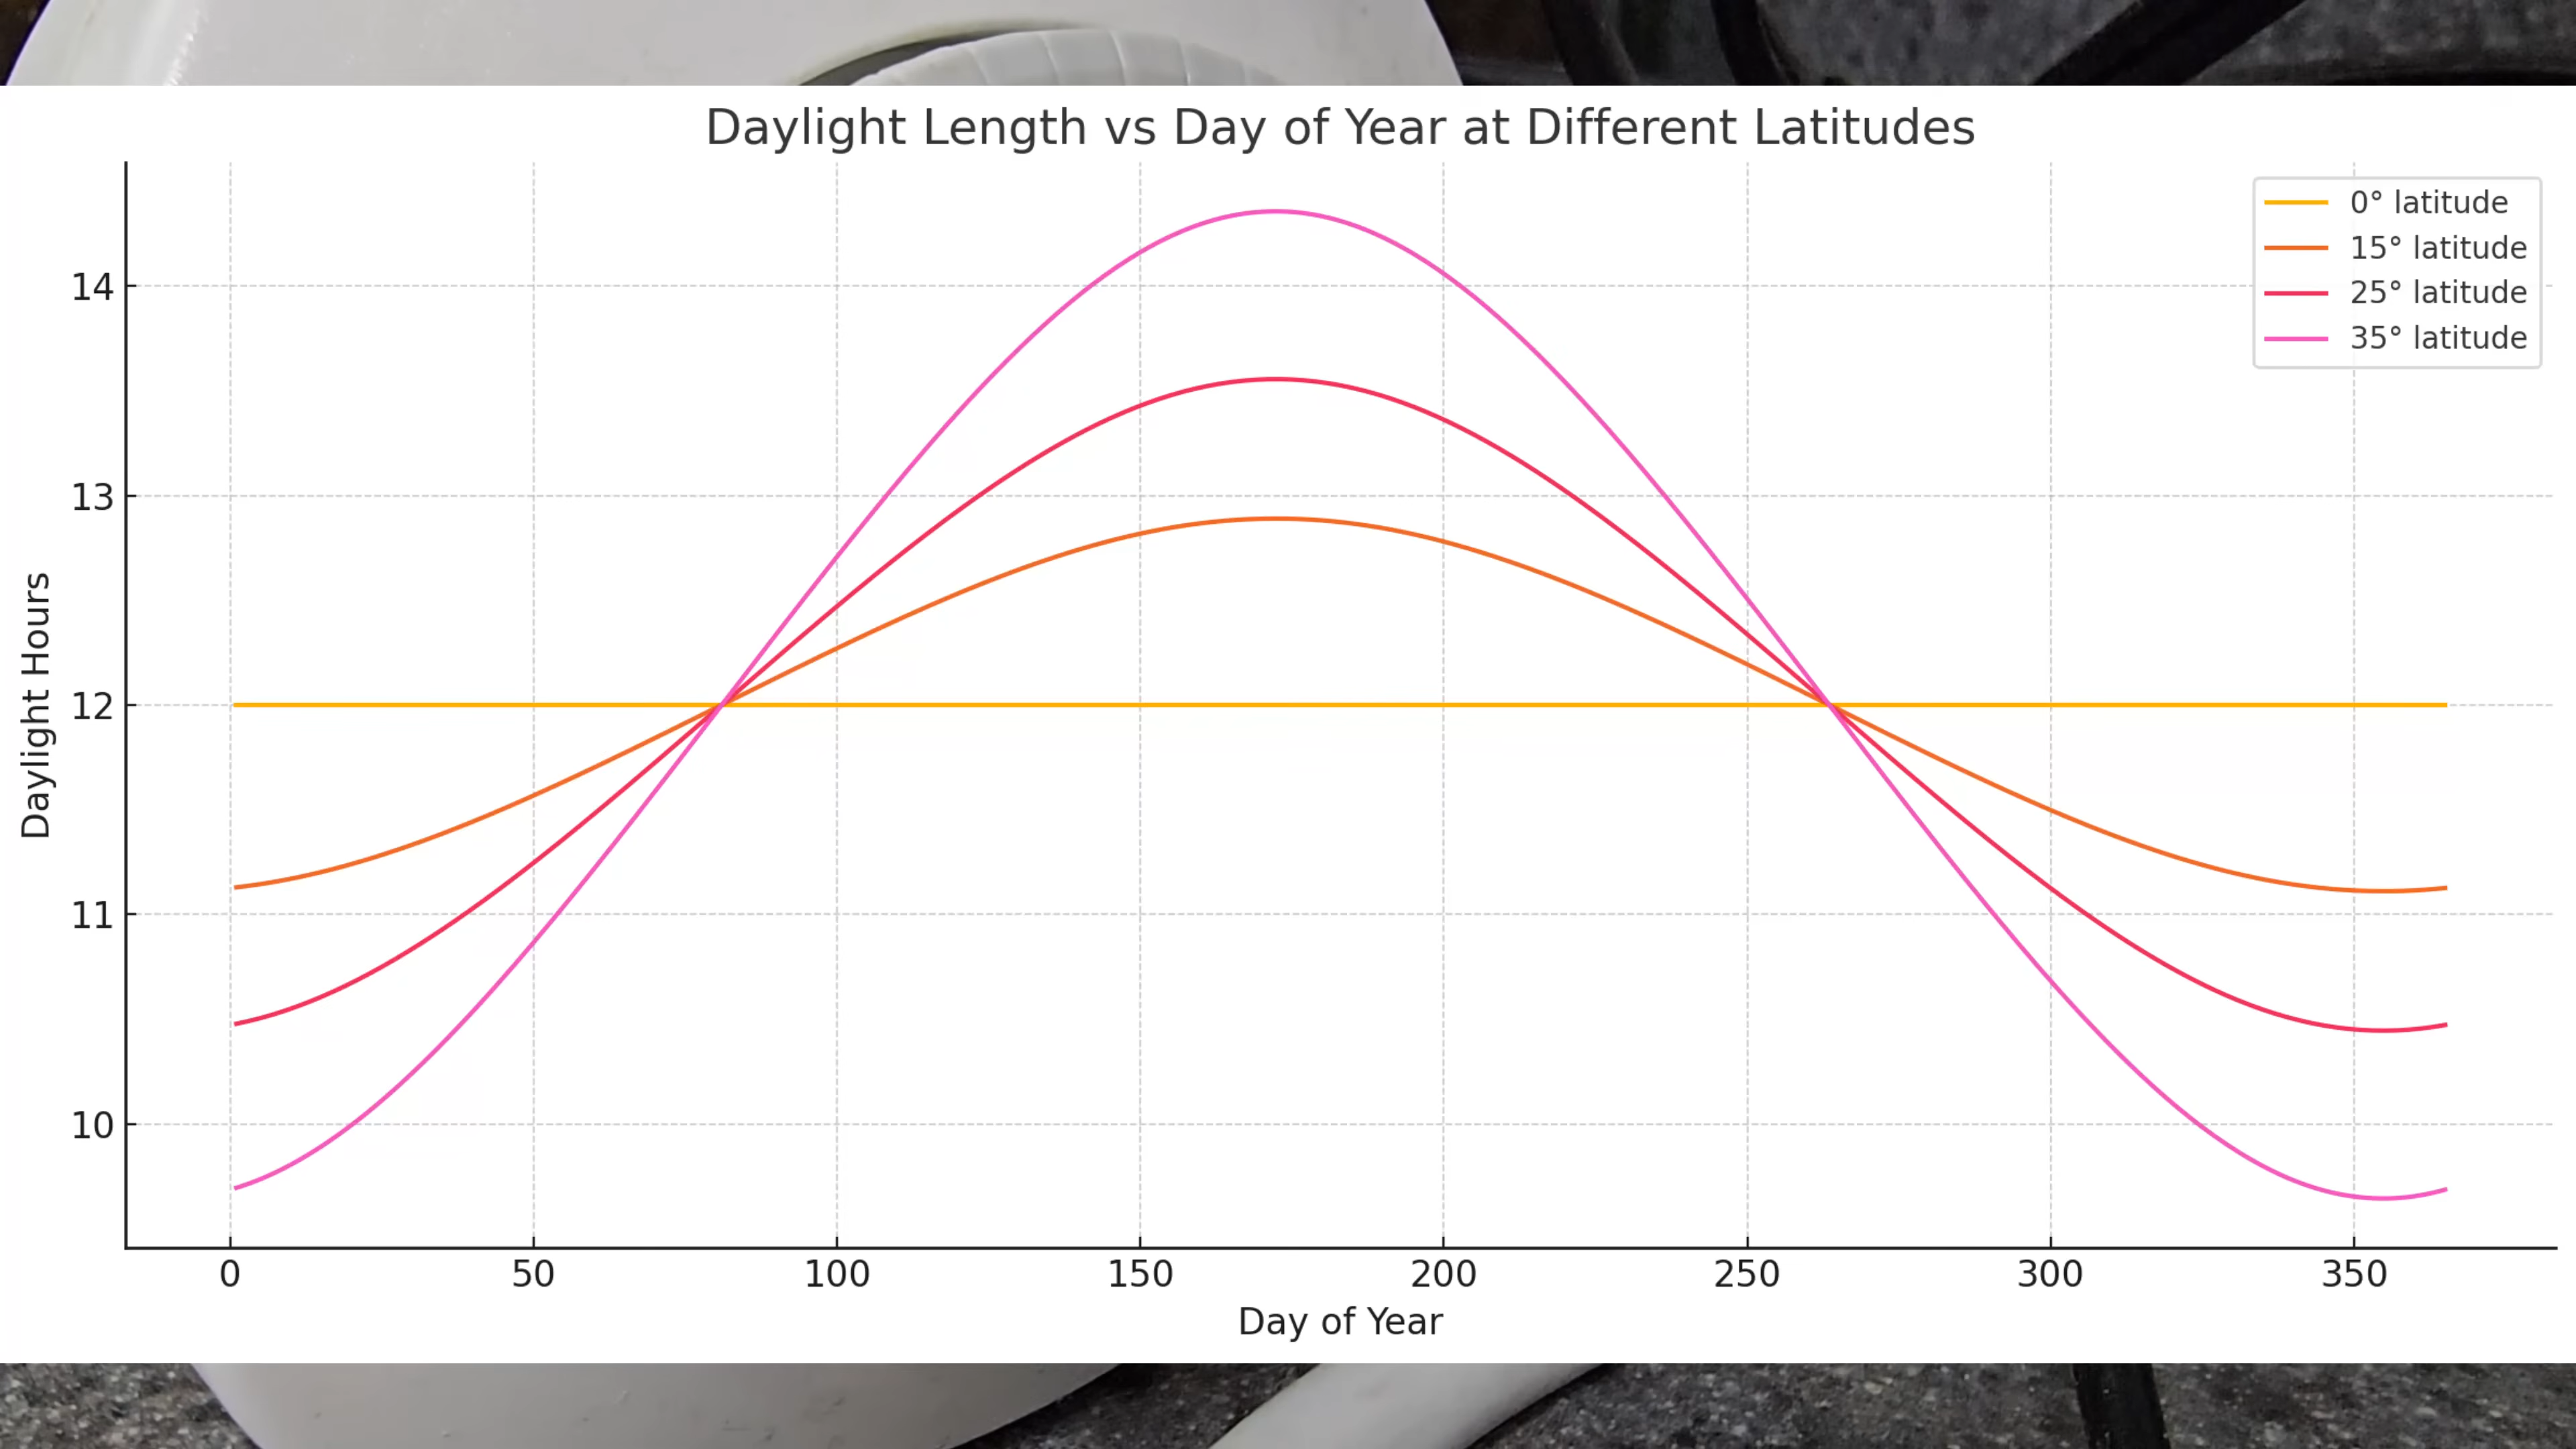 Daylight Length vs Day of Year at Different Latitudes
0° latitude
15° latitude
25° latitude
35° latitude
14
13
12
11
10
Daylight Hours
0 50 100 150 200 250 300 350
Day of Year